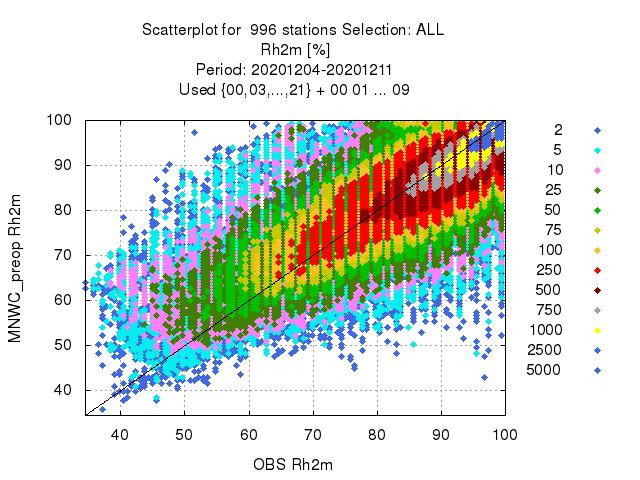 Scatterplot for  996 stations Selection: ALL
Rh2m [%]
Period: 20201204-20201211
Used {00,03,...,21} + 00 01 ... 09
MNWC_preop Rh2m
100
90
80
70
60
50
40
40 50 60 70 80 90 100
OBS Rh2m
2
5
10
25
50
75
100
250
500
750
1000
2500
5000